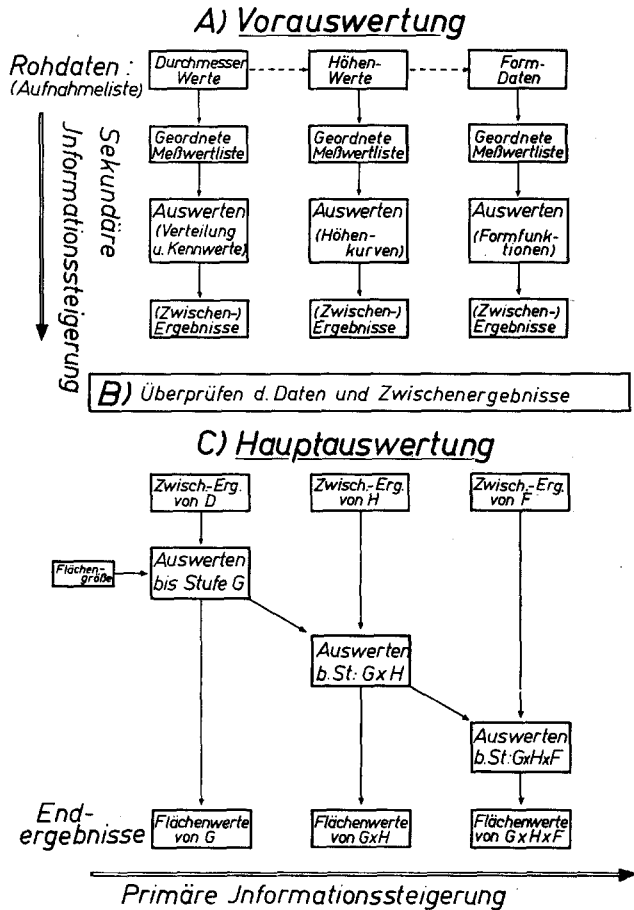 A) Vorauswertung
Rohdaten :
(Aufnahmeliste)
Durchmesser
Werte
Höhen-
Werte
Form-
Daten
Sekundäre
Jnformationssteigerung
Geordnete
Meßwertliste
Geordnete
Meßwertliste
Geordnete
Meßwertliste
Auswerten
(Verteilung
u. Kennwerte)
Auswerten
(Höhen-
kurven)
Auswerten
(Formfunk-
tionen)
(Zwischen-)
Ergebnisse
(Zwischen-)
Ergebnisse
(Zwischen-)
Ergebnisse
B) Überprüfen d. Daten und Zwischenergebnisse
C) Hauptauswertung
Zwisch.-Erg.
von D
Zwisch.-Erg.
von H
Zwisch.-Erg.
von F
Flächen-
größe
Auswerten
bis Stufe G
Auswerten
b. St: GxH
Auswerten
b.St:GxHxF
End-
ergebnisse
Flächenwerte
von G
Flächenwerte
von GxH
Flächenwerte
von GxHxF
Primäre Jnformationssteigerung